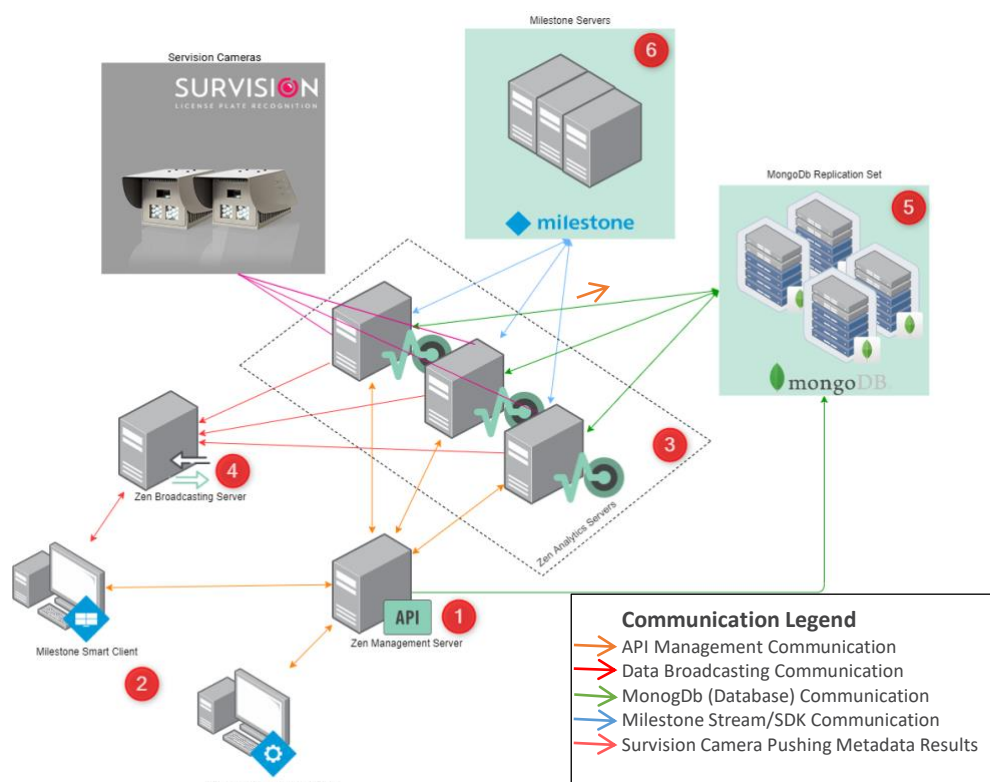 Milestone Servers
6
Servision Cameras
SURVISION
LICENSE PLATE RECOGNITION
milestone
MongoDb Replication Set
5
mongoDB
3
Zen Analytics Servers
4
Zen Broadcasting Server
API
1
Zen Management Server
Milestone Smart Client
2
Communication Legend
API Management Communication
Data Broadcasting Communication
MonogDb (Database) Communication
Milestone Stream/SDK Communication
Survision Camera Pushing Metadata Results